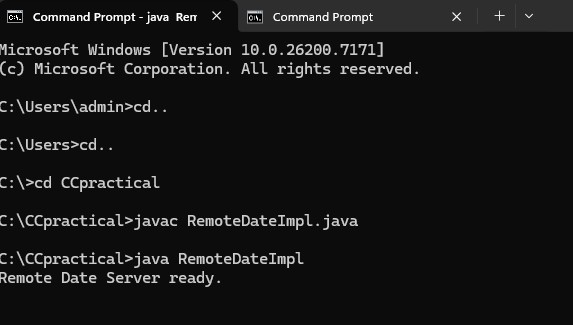 Command Prompt - java Rem
Command Prompt
Microsoft Windows [Version 10.0.26200.7171]
(c) Microsoft Corporation. All rights reserved.
C:\Users\admin>cd..
C:\Users>cd..
C:\>cd CCpractical
C:\CCpractical>javac RemoteDateImpl.java
C:\CCpractical>java RemoteDateImpl
Remote Date Server ready.